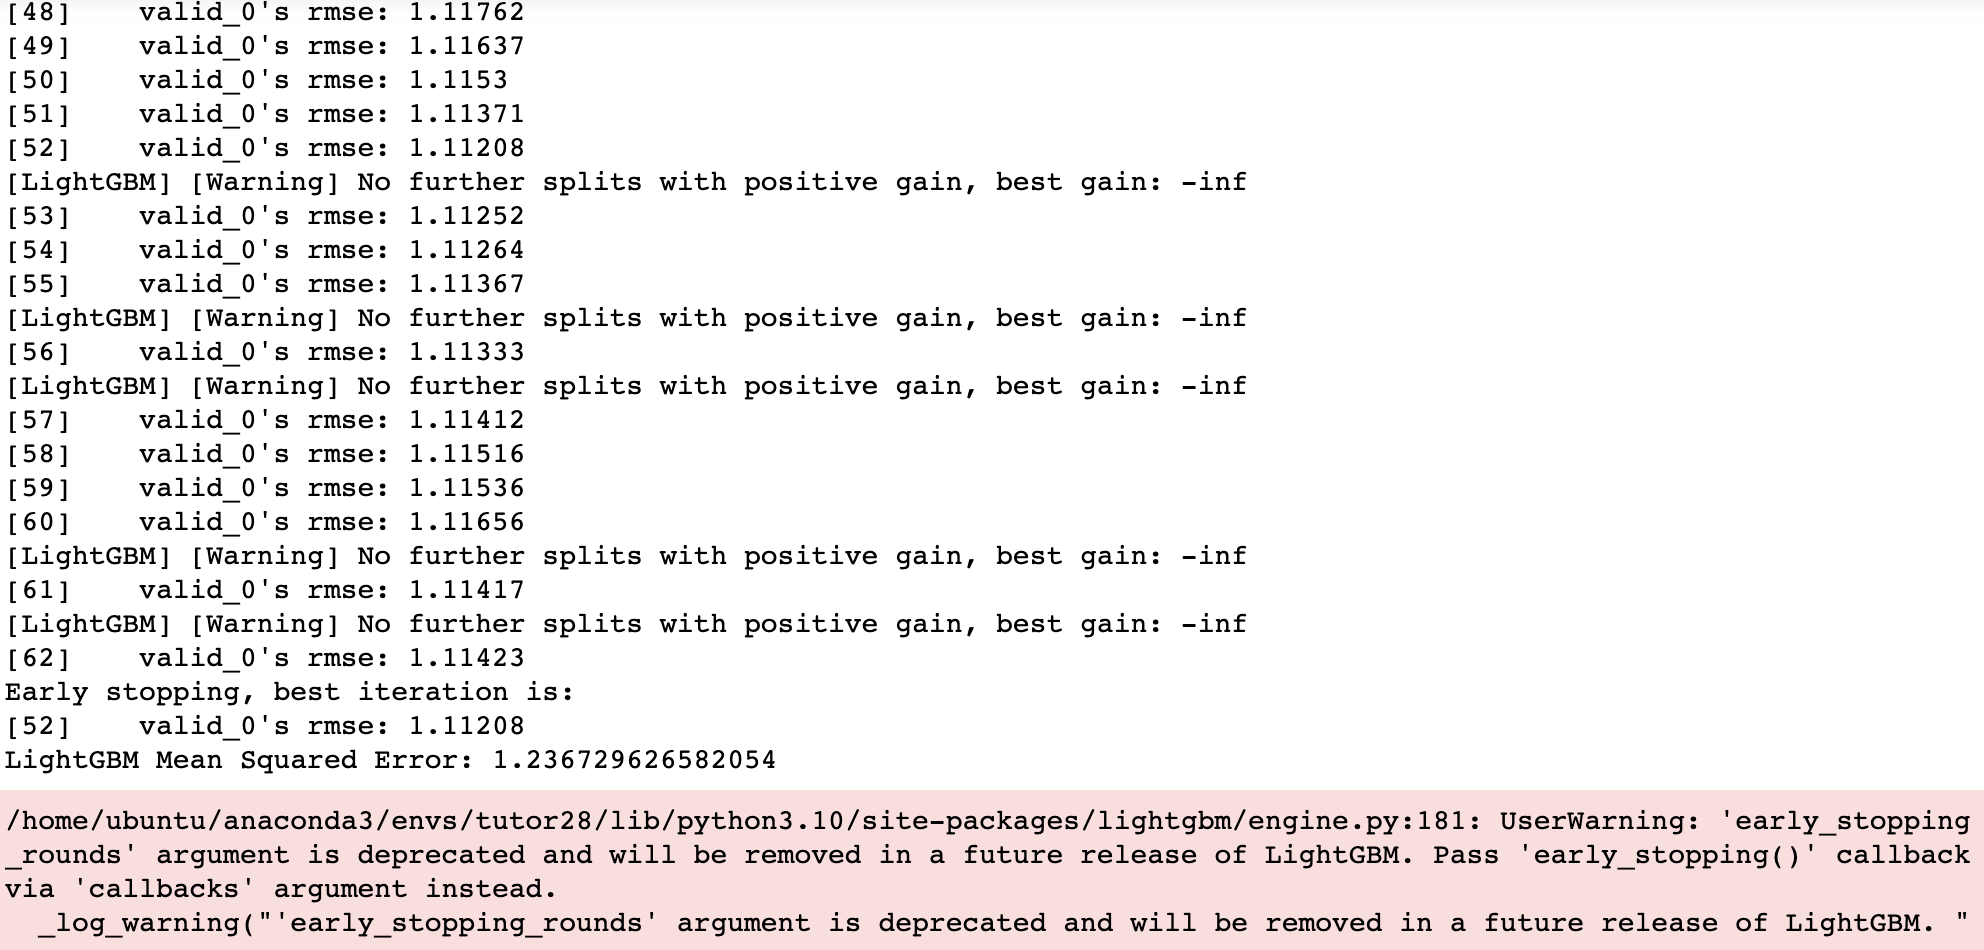 [48]	valid_0's rmse: 1.11762
[49]	valid_0's rmse: 1.11637
[50]	valid_0's rmse: 1.1153
[51]	valid_0's rmse: 1.11371
[52]	valid_0's rmse: 1.11208
[LightGBM] [Warning] No further splits with positive gain, best gain: -inf
[53]	valid_0's rmse: 1.11252
[54]	valid_0's rmse: 1.11264
[55]	valid_0's rmse: 1.11367
[LightGBM] [Warning] No further splits with positive gain, best gain: -inf
[56]	valid_0's rmse: 1.11333
[LightGBM] [Warning] No further splits with positive gain, best gain: -inf
[57]	valid_0's rmse: 1.11412
[58]	valid_0's rmse: 1.11516
[59]	valid_0's rmse: 1.11536
[60]	valid_0's rmse: 1.11656
[LightGBM] [Warning] No further splits with positive gain, best gain: -inf
[61]	valid_0's rmse: 1.11417
[LightGBM] [Warning] No further splits with positive gain, best gain: -inf
[62]	valid_0's rmse: 1.11423
Early stopping, best iteration is:
[52]	valid_0's rmse: 1.11208
LightGBM Mean Squared Error: 1.236729626582054
/home/ubuntu/anaconda3/envs/tutor28/lib/python3.10/site-packages/lightgbm/engine.py:181: UserWarning: 'early_stopping
_rounds' argument is deprecated and will be removed in a future release of LightGBM. Pass 'early_stopping()' callback
via 'callbacks' argument instead.
  _log_warning("'early_stopping_rounds' argument is deprecated and will be removed in a future release of LightGBM. "